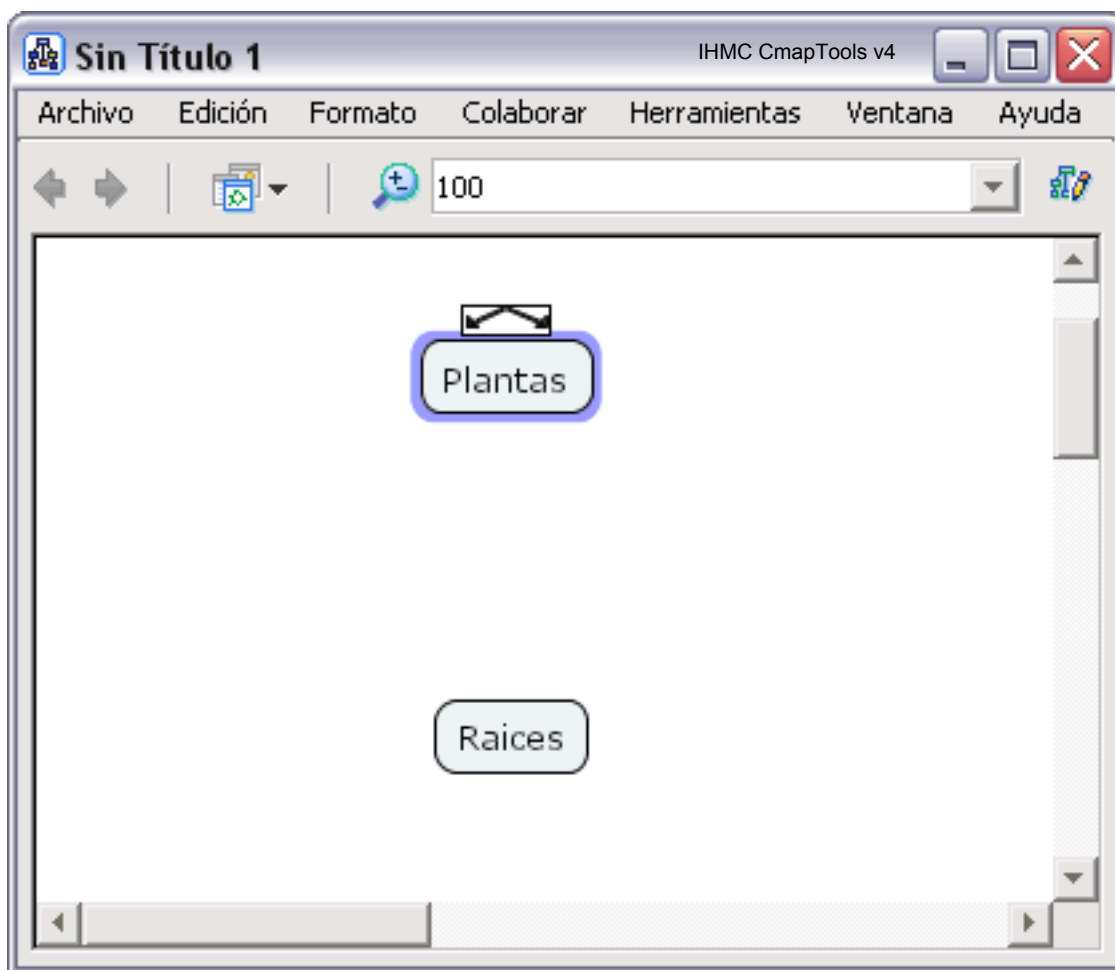 Sin Título 1 IHMC CmapTools v4
Archivo Edición Formato Colaborar Herramientas Ventana Ayuda
100
Plantas
Raices